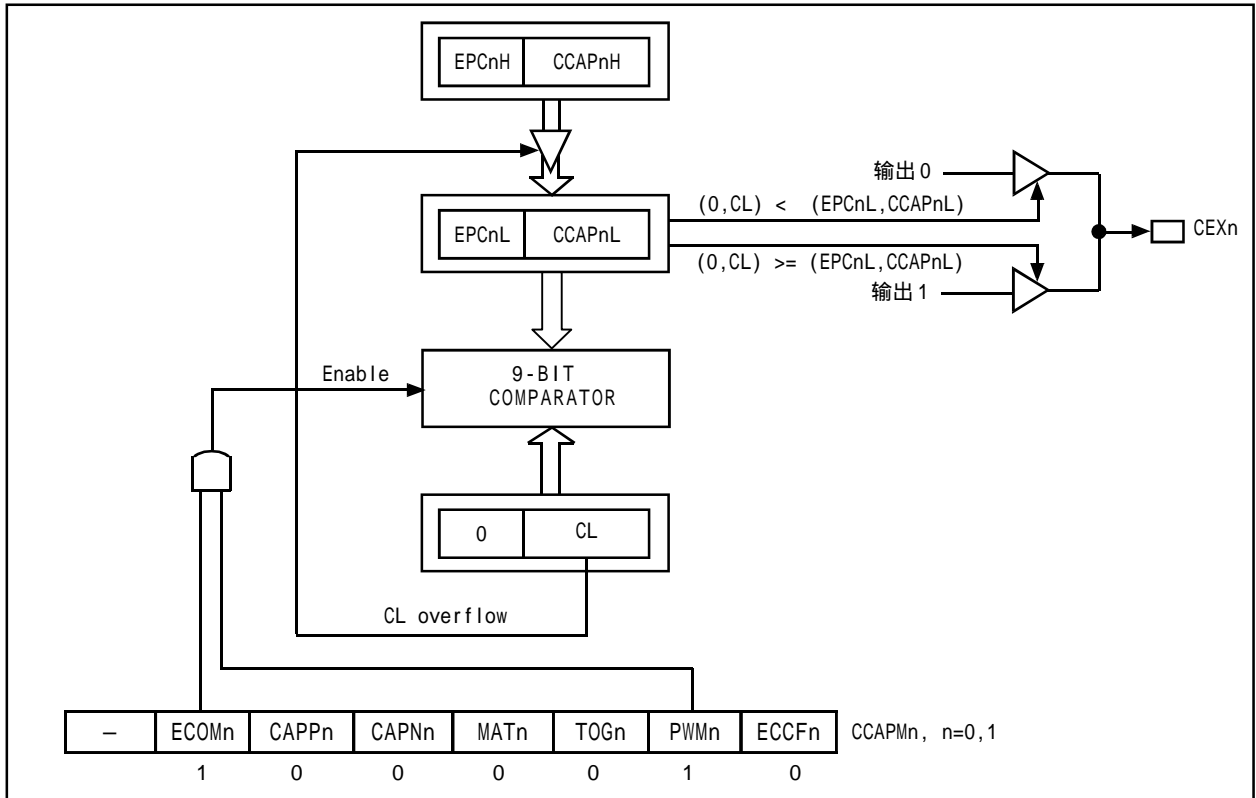 EPCnH CCAPnH
输出0
(0,CL) < (EPCnL,CCAPnL)
EPCnL CCAPnL
CEXn
(0,CL) >= (EPCnL,CCAPnL)
输出1
Enable
9-BIT
COMPARATOR
0 CL
CL overflow
— ECOMn CAPPn CAPNn MATn TOGn PWMn ECCFn CCAPMn, n=0,1
1 0 0 0 0 1 0